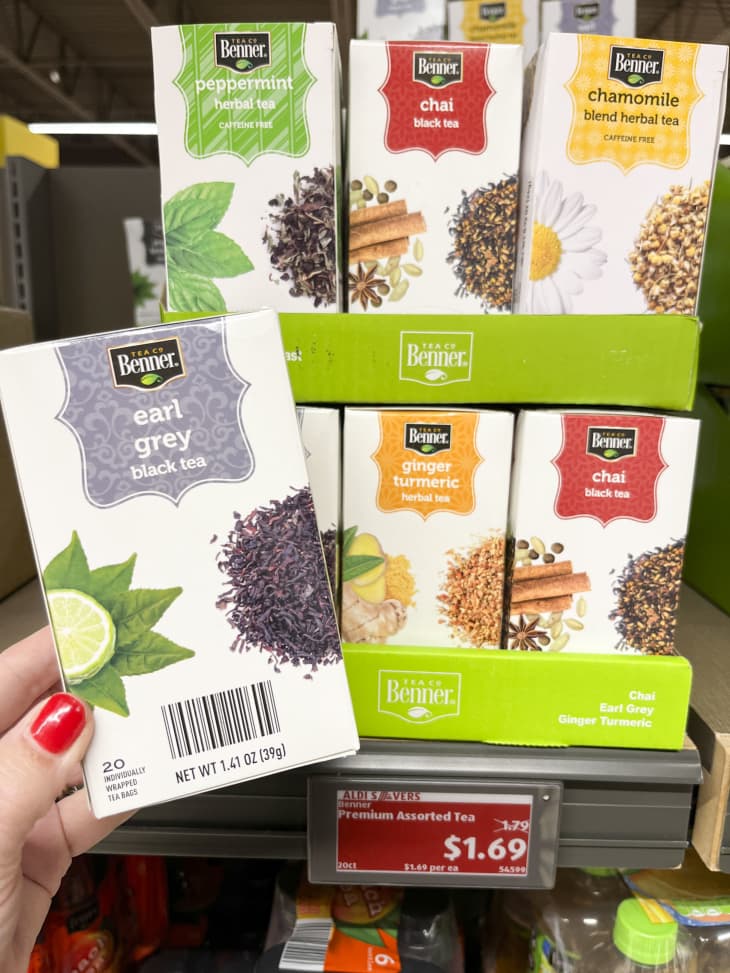 TEA CO
Benner
peppermint
herbal tea
CAFFEINE FREE
TEA CO
Benner
chai
black tea
TEA CO
Benner
chamomile
blend herbal tea
CAFFEINE FREE
TEA CO
Benner
TEA CO
Benner
earl
grey
black tea
20
INDIVIDUALLY
WRAPPED
TEA BAGS
NET WT 1.41 OZ (39g)
TEA CO
Benner
ginger
turmeric
herbal tea
TEA CO
Benner
chai
black tea
TEA CO
Benner
Chai
Earl Grey
Ginger Turmeric
ALDI SAVERS
Benner
Premium Assorted Tea
1.79
$1.69
20ct
$1.69 per ea
54599